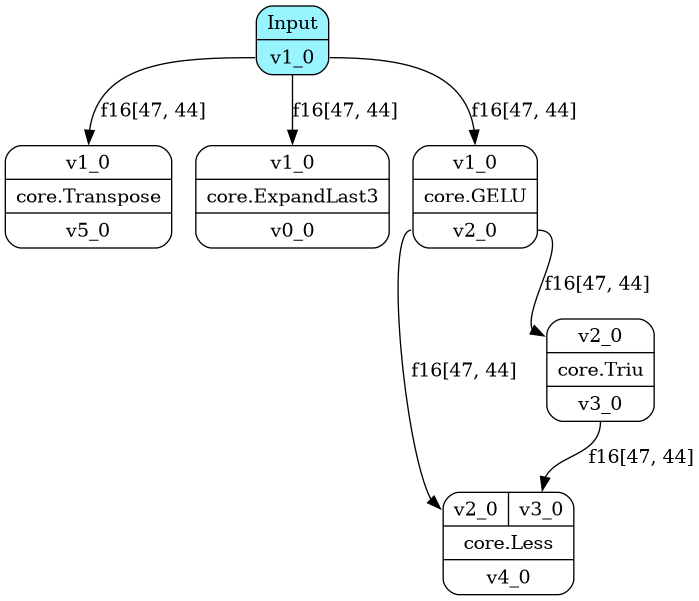 Input
v1_0
f16[47, 44]
f16[47, 44]
f16[47, 44]
v1_0
core.Transpose
v5_0
v1_0
core.ExpandLast3
v0_0
v1_0
core.GELU
v2_0
f16[47, 44]
f16[47, 44]
v2_0
core.Triu
v3_0
f16[47, 44]
v2_0 v3_0
core.Less
v4_0